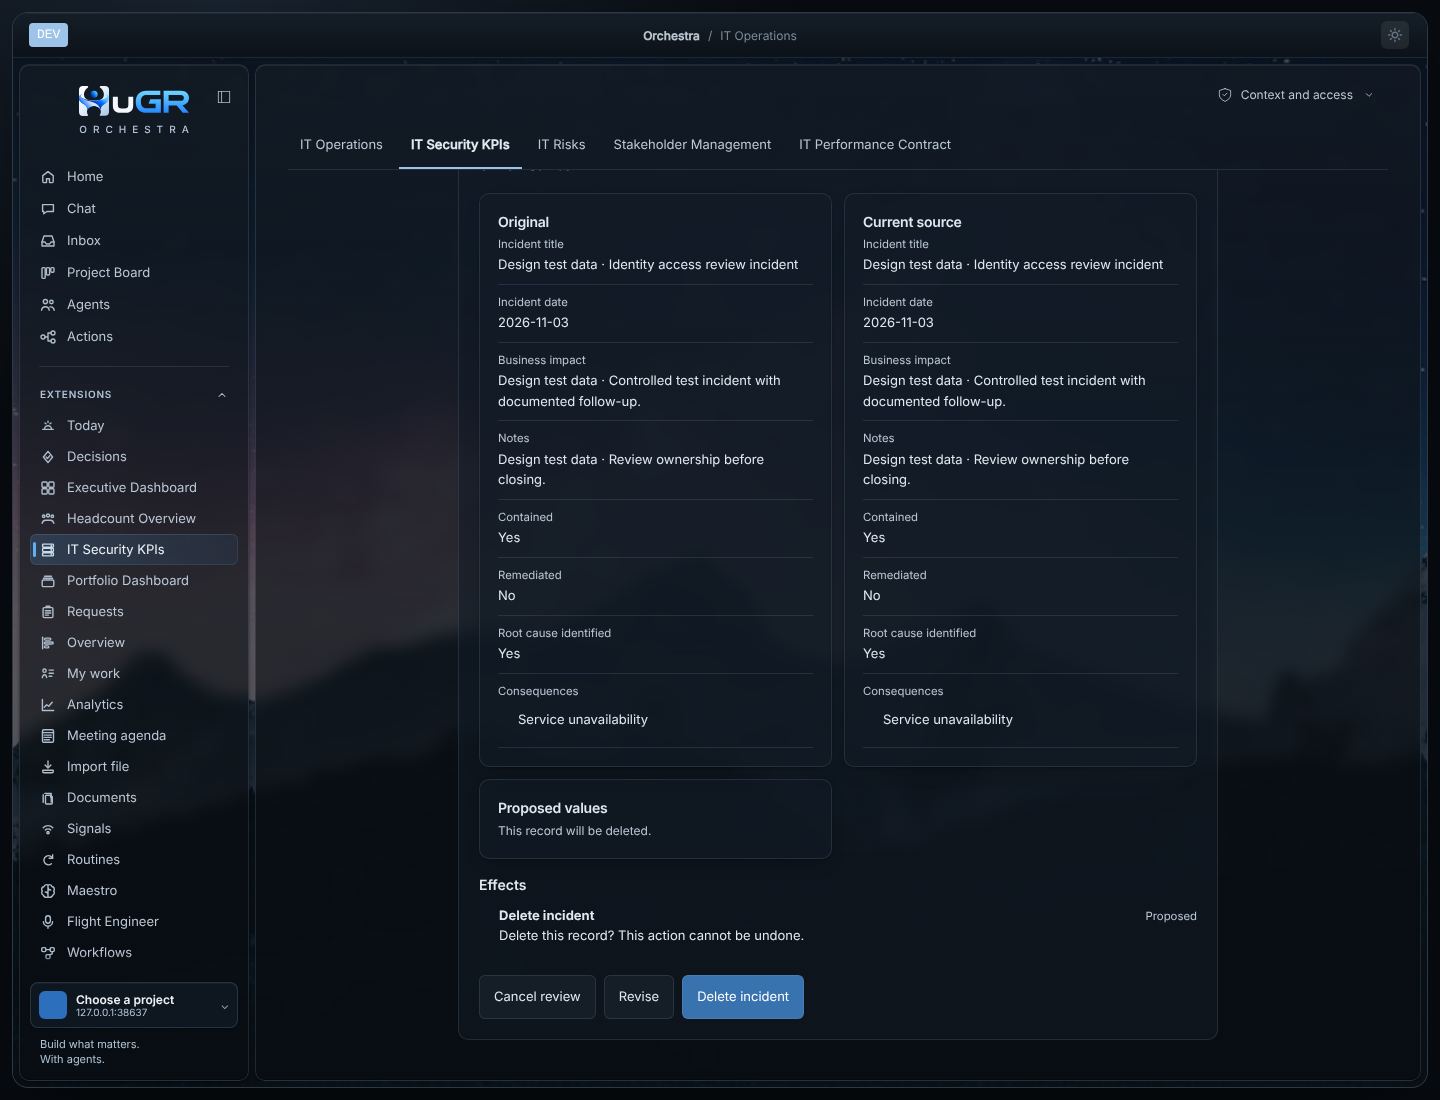 DEV
Orchestra / IT Operations
HuGR
ORCHESTRA
Context and access
IT Operations
IT Security KPIs
IT Risks
Stakeholder Management
IT Performance Contract
Home
Chat
Inbox
Project Board
Agents
Actions
EXTENSIONS
Today
Decisions
Executive Dashboard
Headcount Overview
IT Security KPIs
Portfolio Dashboard
Requests
Overview
My work
Analytics
Meeting agenda
Import file
Documents
Signals
Routines
Maestro
Flight Engineer
Workflows
Choose a project
127.0.0.1:38637
Build what matters.
With agents.
Original
Incident title
Design test data · Identity access review incident
Incident date
2026-11-03
Business impact
Design test data · Controlled test incident with
documented follow-up.
Notes
Design test data · Review ownership before
closing.
Contained
Yes
Remediated
No
Root cause identified
Yes
Consequences
Service unavailability
Current source
Incident title
Design test data · Identity access review incident
Incident date
2026-11-03
Business impact
Design test data · Controlled test incident with
documented follow-up.
Notes
Design test data · Review ownership before
closing.
Contained
Yes
Remediated
No
Root cause identified
Yes
Consequences
Service unavailability
Proposed values
This record will be deleted.
Effects
Delete incident
Proposed
Delete this record? This action cannot be undone.
Cancel review
Revise
Delete incident